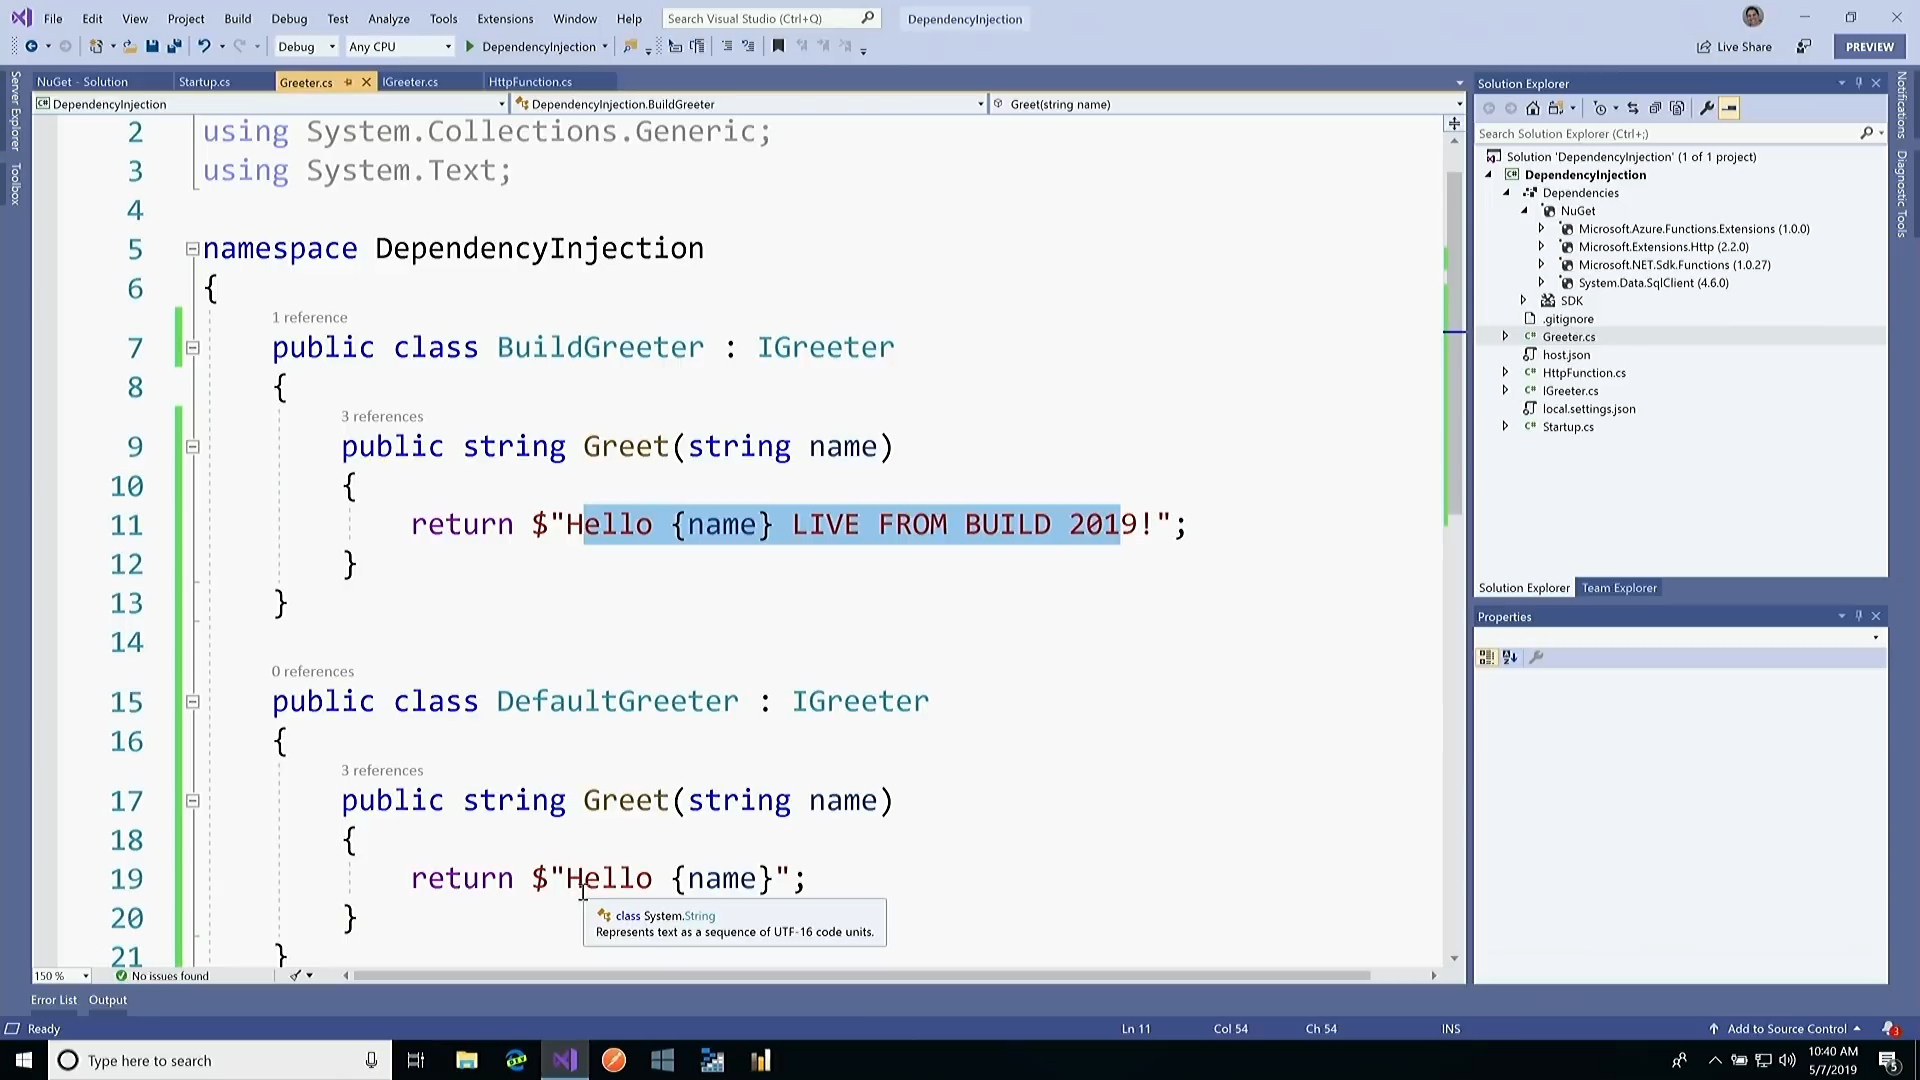 File Edit View Project Build Debug Test Analyze Tools Extensions Window Help Search Visual Studio (Ctrl+Q) DependencyInjection
Debug Any CPU DependencyInjection Live Share PREVIEW
Server Explorer
Toolbox
NuGet - Solution Startup.cs Greeter.cs IGreeter.cs HttpFunction.cs
DependencyInjection DependencyInjection.BuildGreeter Greet(string name)
2 using System.Collections.Generic;
3 using System.Text;
4
5 namespace DependencyInjection
6 {
1 reference
7 public class BuildGreeter : IGreeter
8 {
3 references
9 public string Greet(string name)
10 {
11 return $"Hello {name} LIVE FROM BUILD 2019!";
12 }
13 }
14
0 references
15 public class DefaultGreeter : IGreeter
16 {
3 references
17 public string Greet(string name)
18 {
19 return $"Hello {name}";
20 }
21 }
class System.String
Represents text as a sequence of UTF-16 code units.
150 % No issues found
Solution Explorer
Search Solution Explorer (Ctrl+;)
Solution 'DependencyInjection' (1 of 1 project)
C# DependencyInjection
Dependencies
NuGet
Microsoft.Azure.Functions.Extensions (1.0.0)
Microsoft.Extensions.Http (2.2.0)
Microsoft.NET.Sdk.Functions (1.0.27)
System.Data.SqlClient (4.6.0)
SDK
.gitignore
C# Greeter.cs
host.json
C# HttpFunction.cs
C# IGreeter.cs
local.settings.json
C# Startup.cs
Solution Explorer Team Explorer
Properties
Notifications
Diagnostic Tools
Error List Output
Ready Ln 11 Col 54 Ch 54 INS Add to Source Control 3
Type here to search
10:40 AM
5/7/2019
5